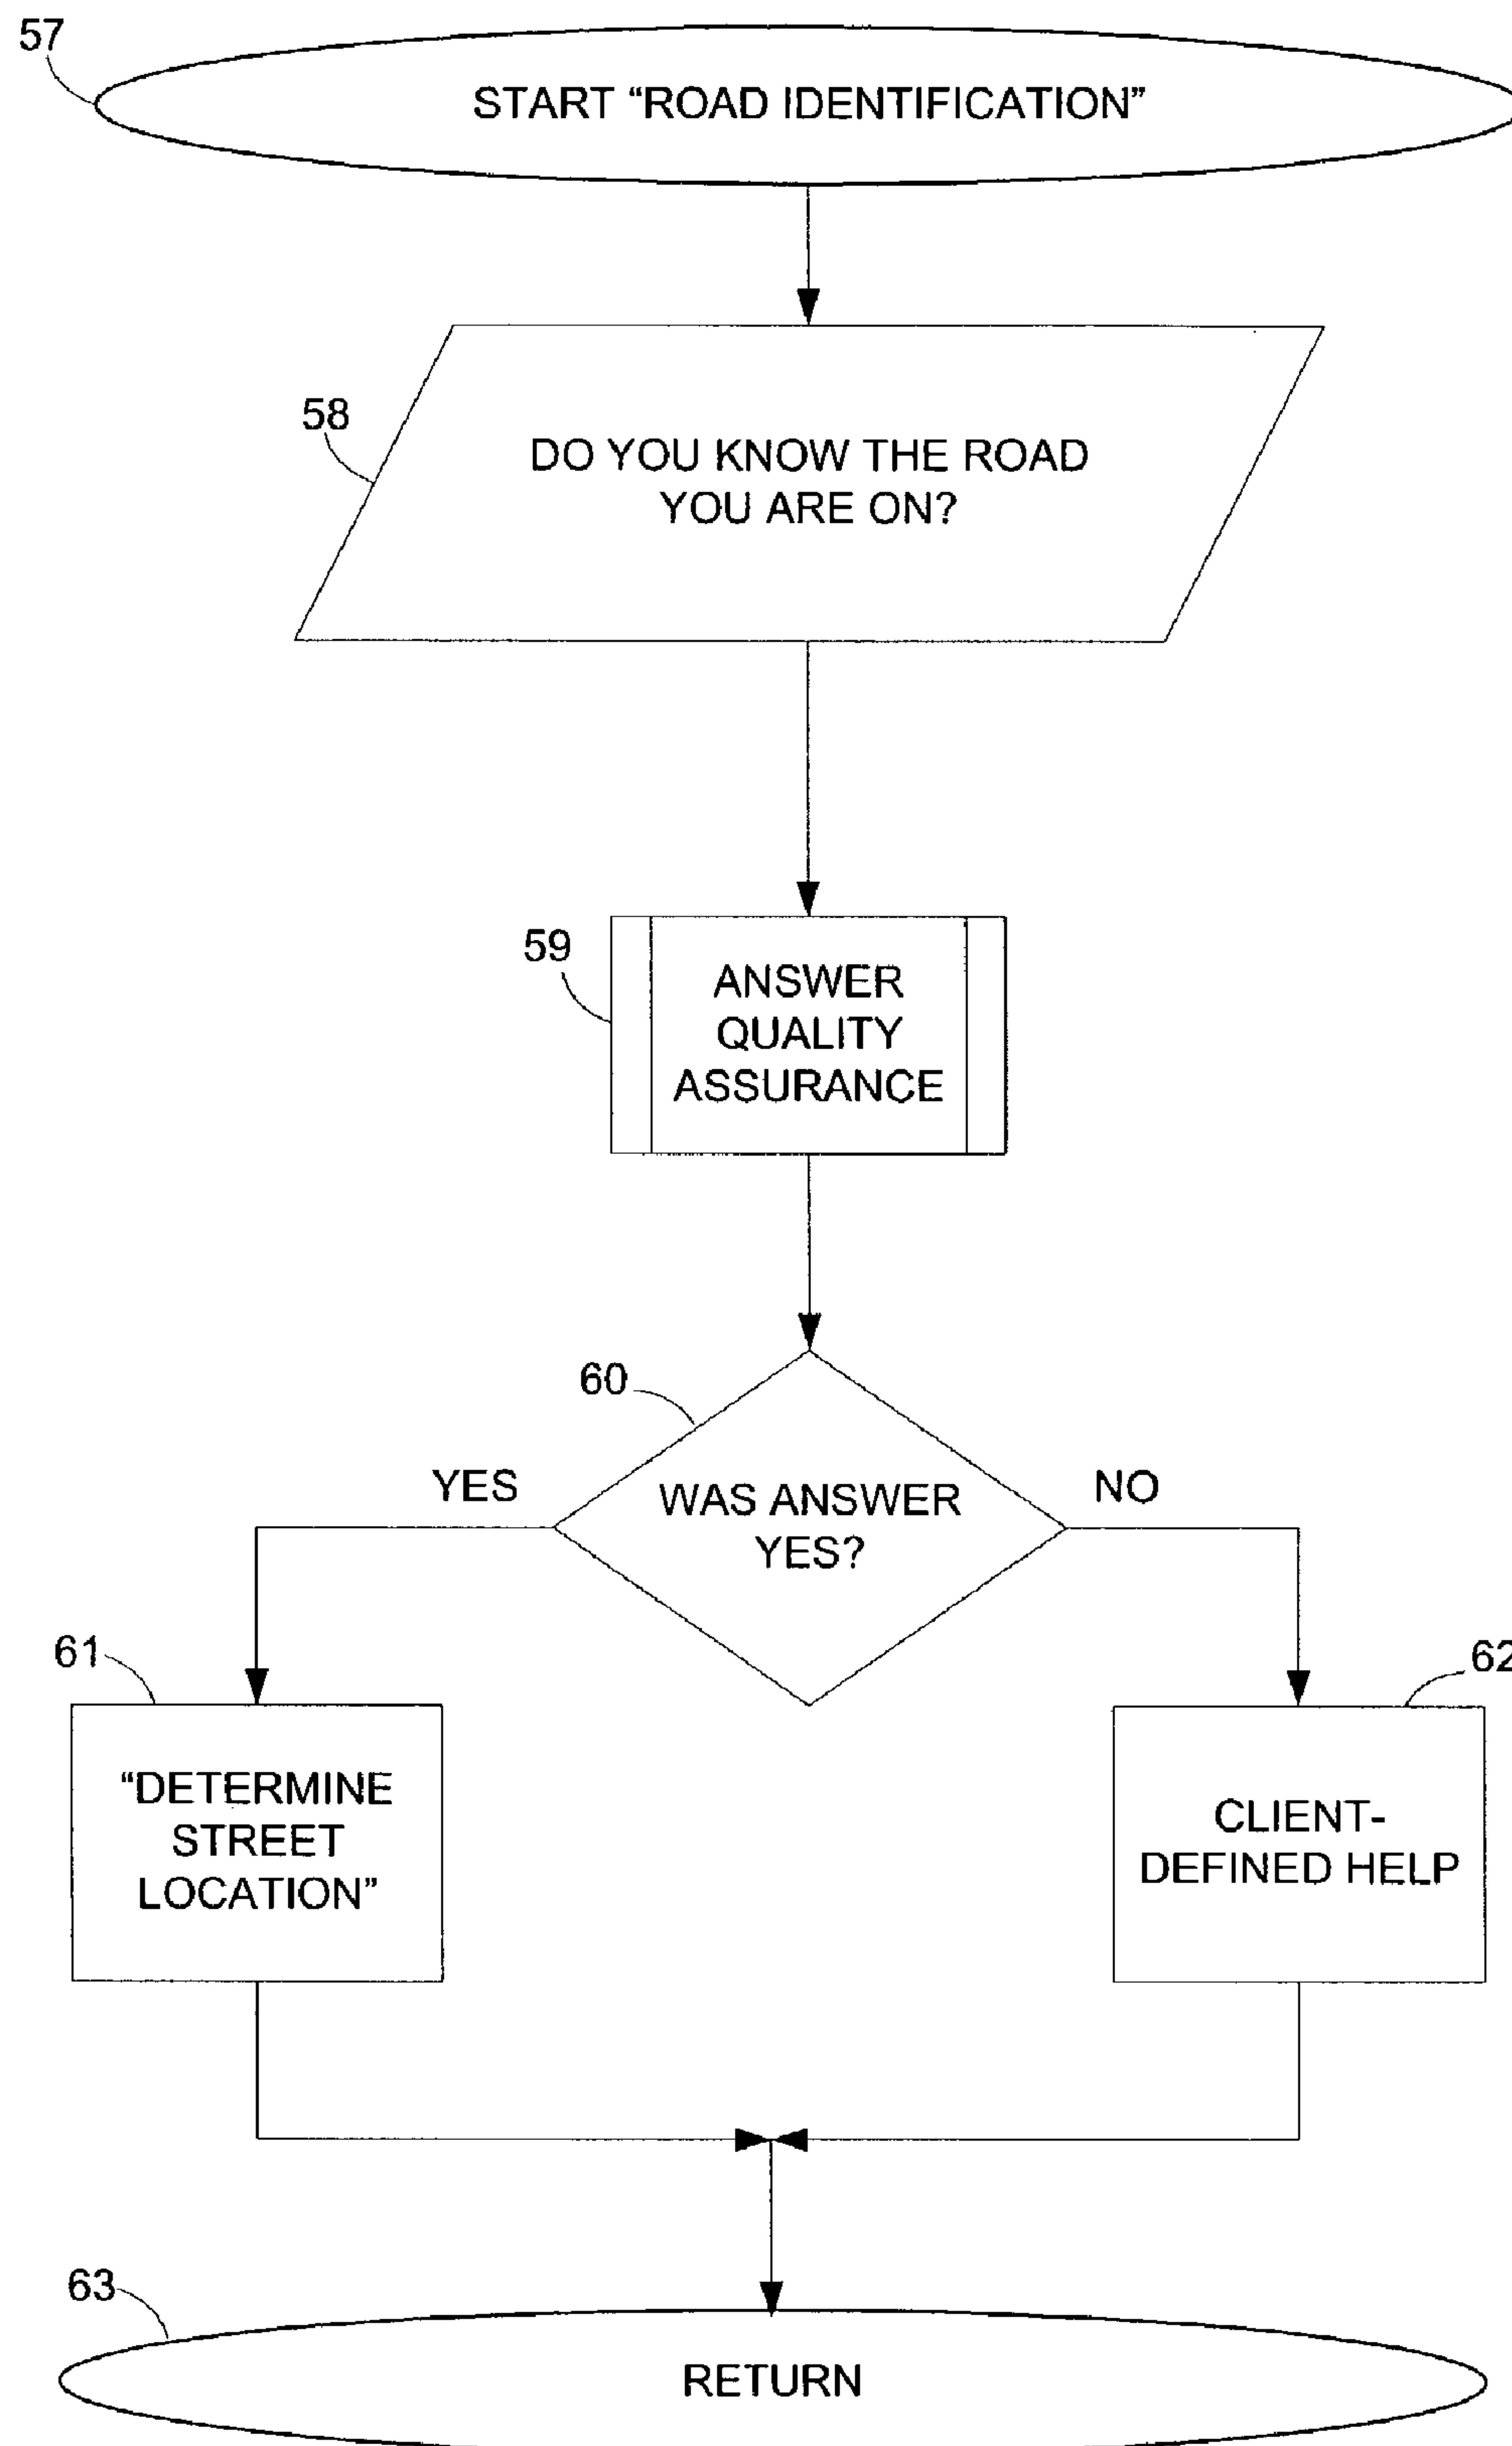 57
START “ROAD IDENTIFICATION”
58
DO YOU KNOW THE ROAD
YOU ARE ON?
59
ANSWER
QUALITY
ASSURANCE
60
YES
WAS ANSWER
YES?
NO
61
“DETERMINE
STREET
LOCATION”
62
CLIENT-
DEFINED HELP
63
RETURN